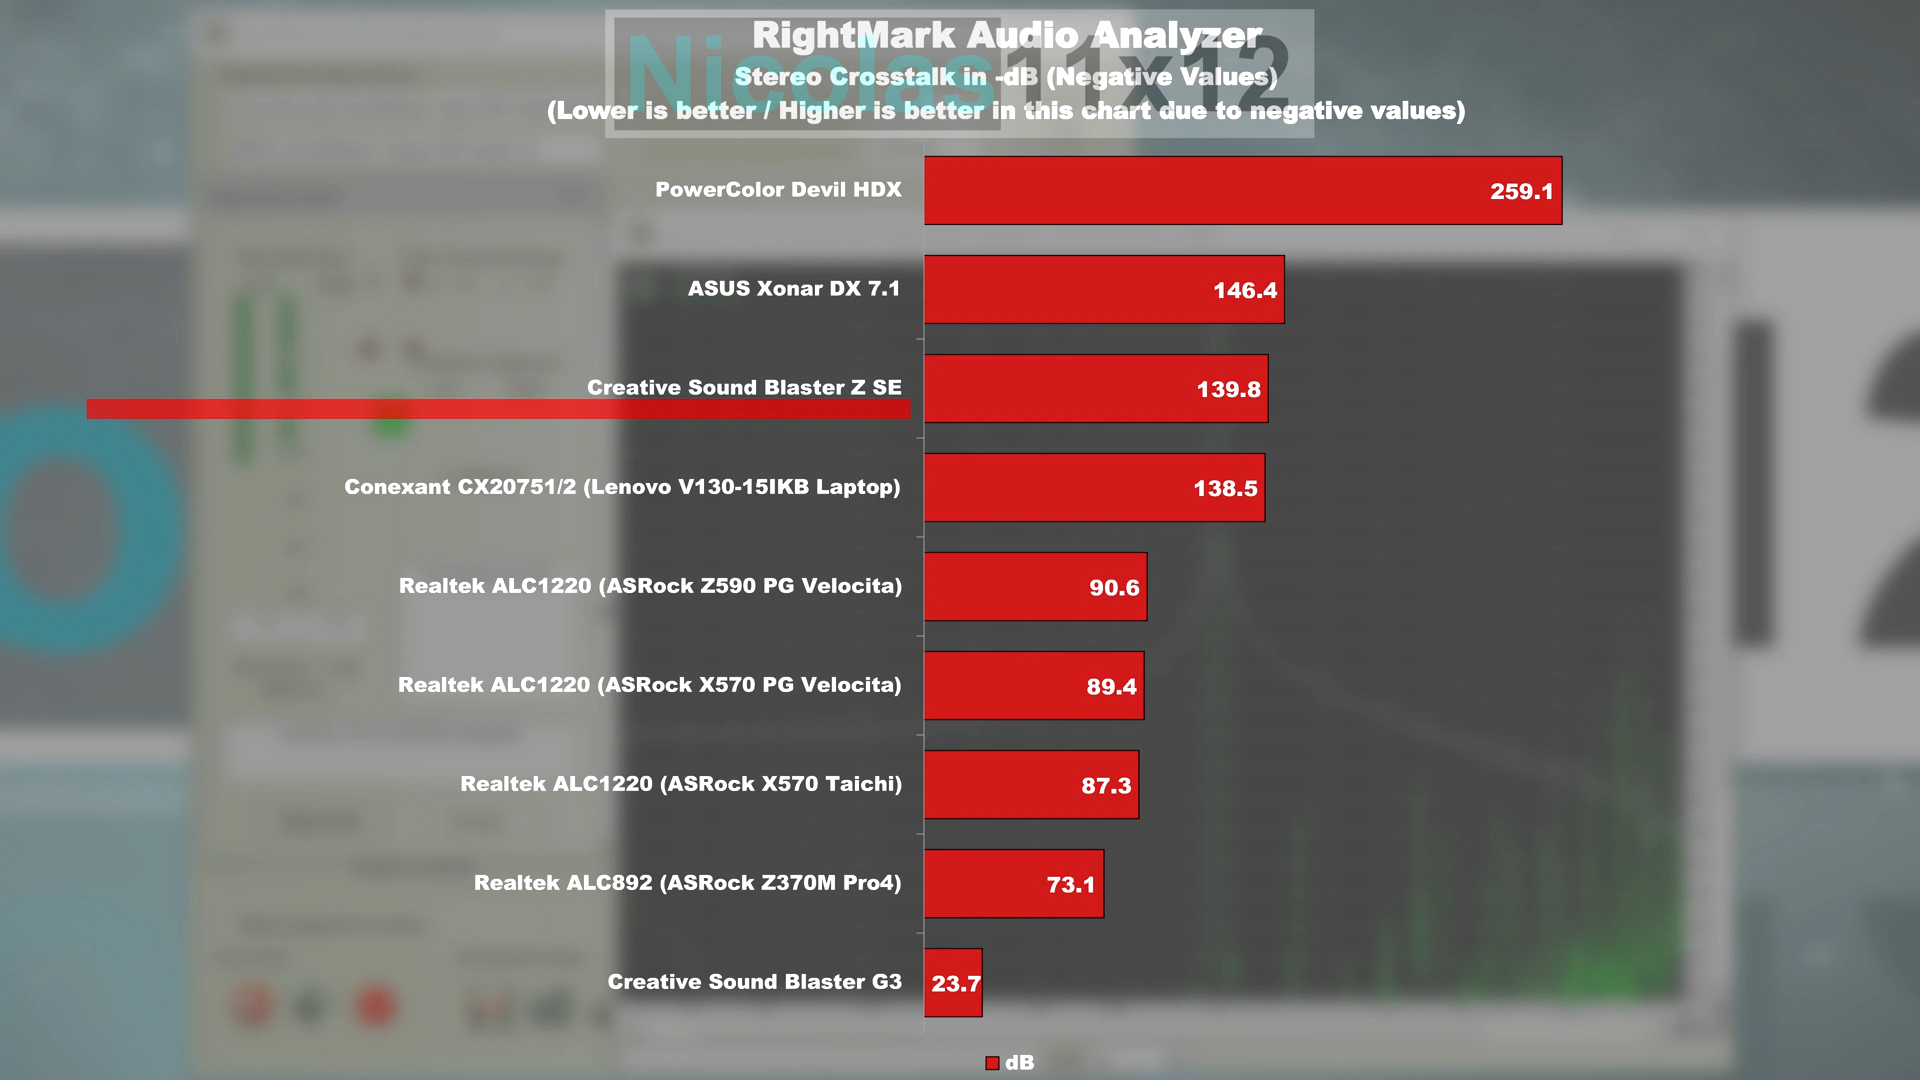 RightMark Audio Analyzer
Nicolas11x12
Stereo Crosstalk in -dB (Negative Values)
(Lower is better / Higher is better in this chart due to negative values)
PowerColor Devil HDX 259.1
ASUS Xonar DX 7.1 146.4
Creative Sound Blaster Z SE 139.8
Conexant CX20751/2 (Lenovo V130-15IKB Laptop) 138.5
Realtek ALC1220 (ASRock Z590 PG Velocita) 90.6
Realtek ALC1220 (ASRock X570 PG Velocita) 89.4
Realtek ALC1220 (ASRock X570 Taichi) 87.3
Realtek ALC892 (ASRock Z370M Pro4) 73.1
Creative Sound Blaster G3 23.7
dB